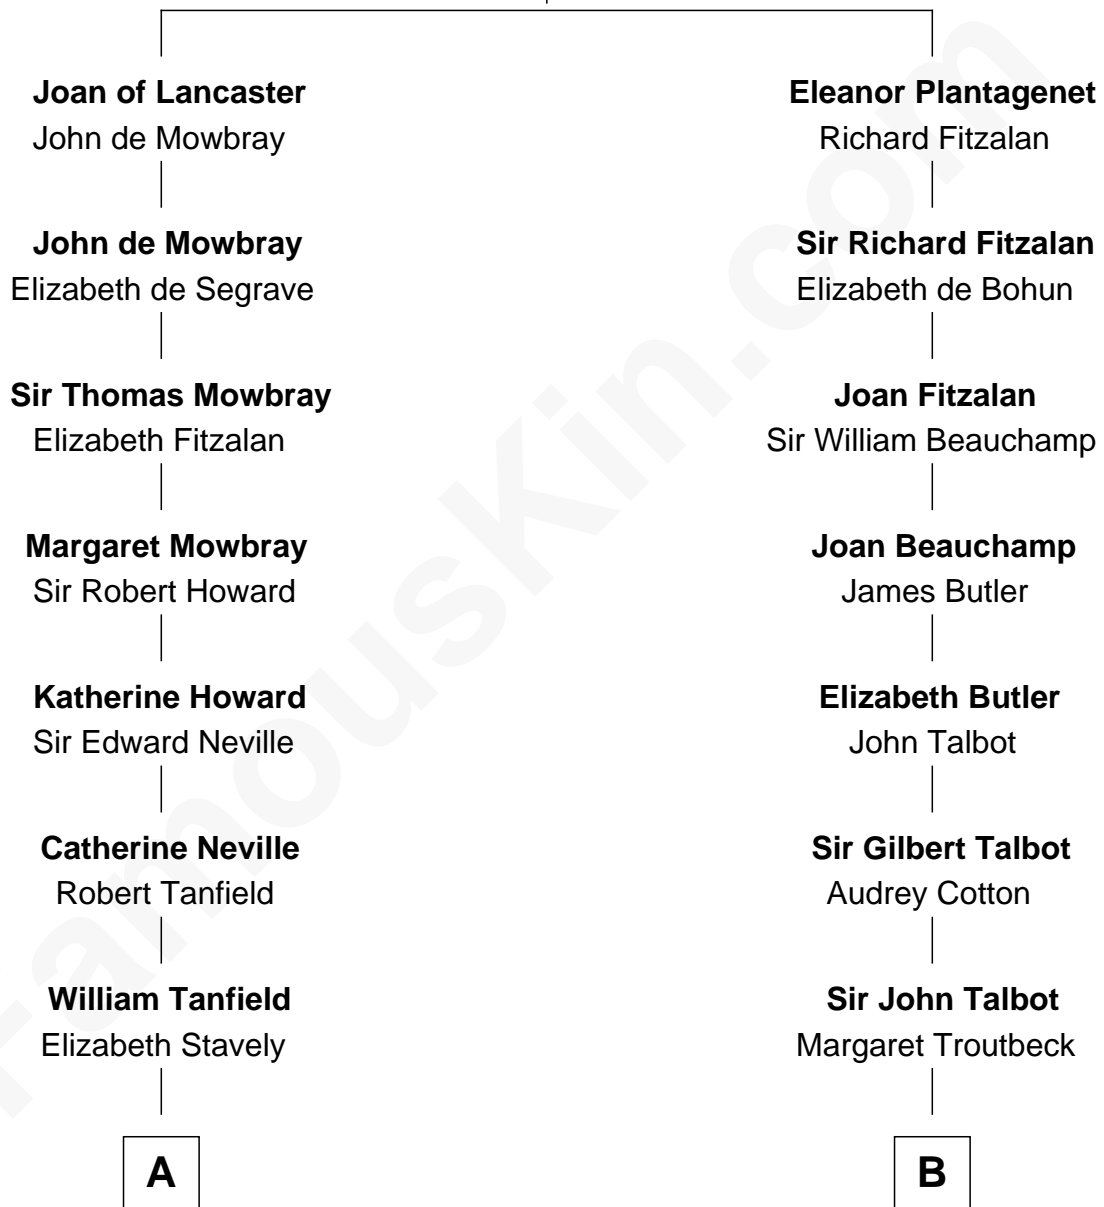 Joan of Lancaster
John de Mowbray
John de Mowbray
Elizabeth de Segrave
Sir Thomas Mowbray
Elizabeth Fitzalan
Margaret Mowbray
Sir Robert Howard
Katherine Howard
Sir Edward Neville
Catherine Neville
Robert Tanfield
William Tanfield
Elizabeth Stavely
A
Eleanor Plantagenet
Richard Fitzalan
Sir Richard Fitzalan
Elizabeth de Bohun
Joan Fitzalan
Sir William Beauchamp
Joan Beauchamp
James Butler
Elizabeth Butler
John Talbot
Sir Gilbert Talbot
Audrey Cotton
Sir John Talbot
Margaret Troutbeck
B
FamousKin.com